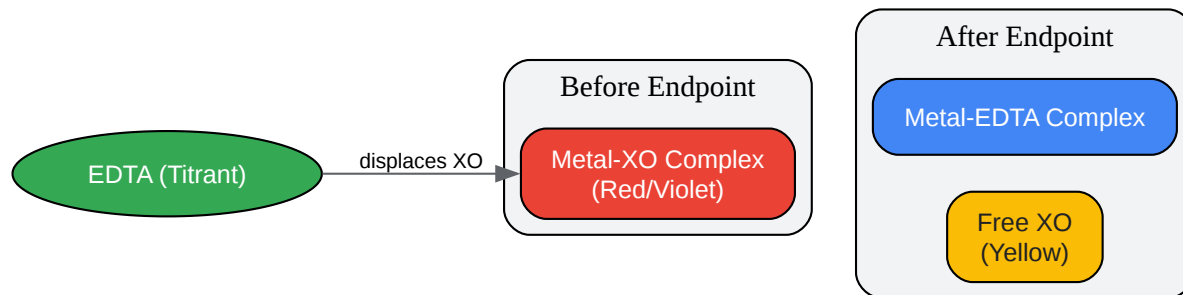 EDTA (Titrant)
displaces XO
Before Endpoint
Metal-XO Complex
(Red/Violet)
After Endpoint
Metal-EDTA Complex
Free XO
(Yellow)